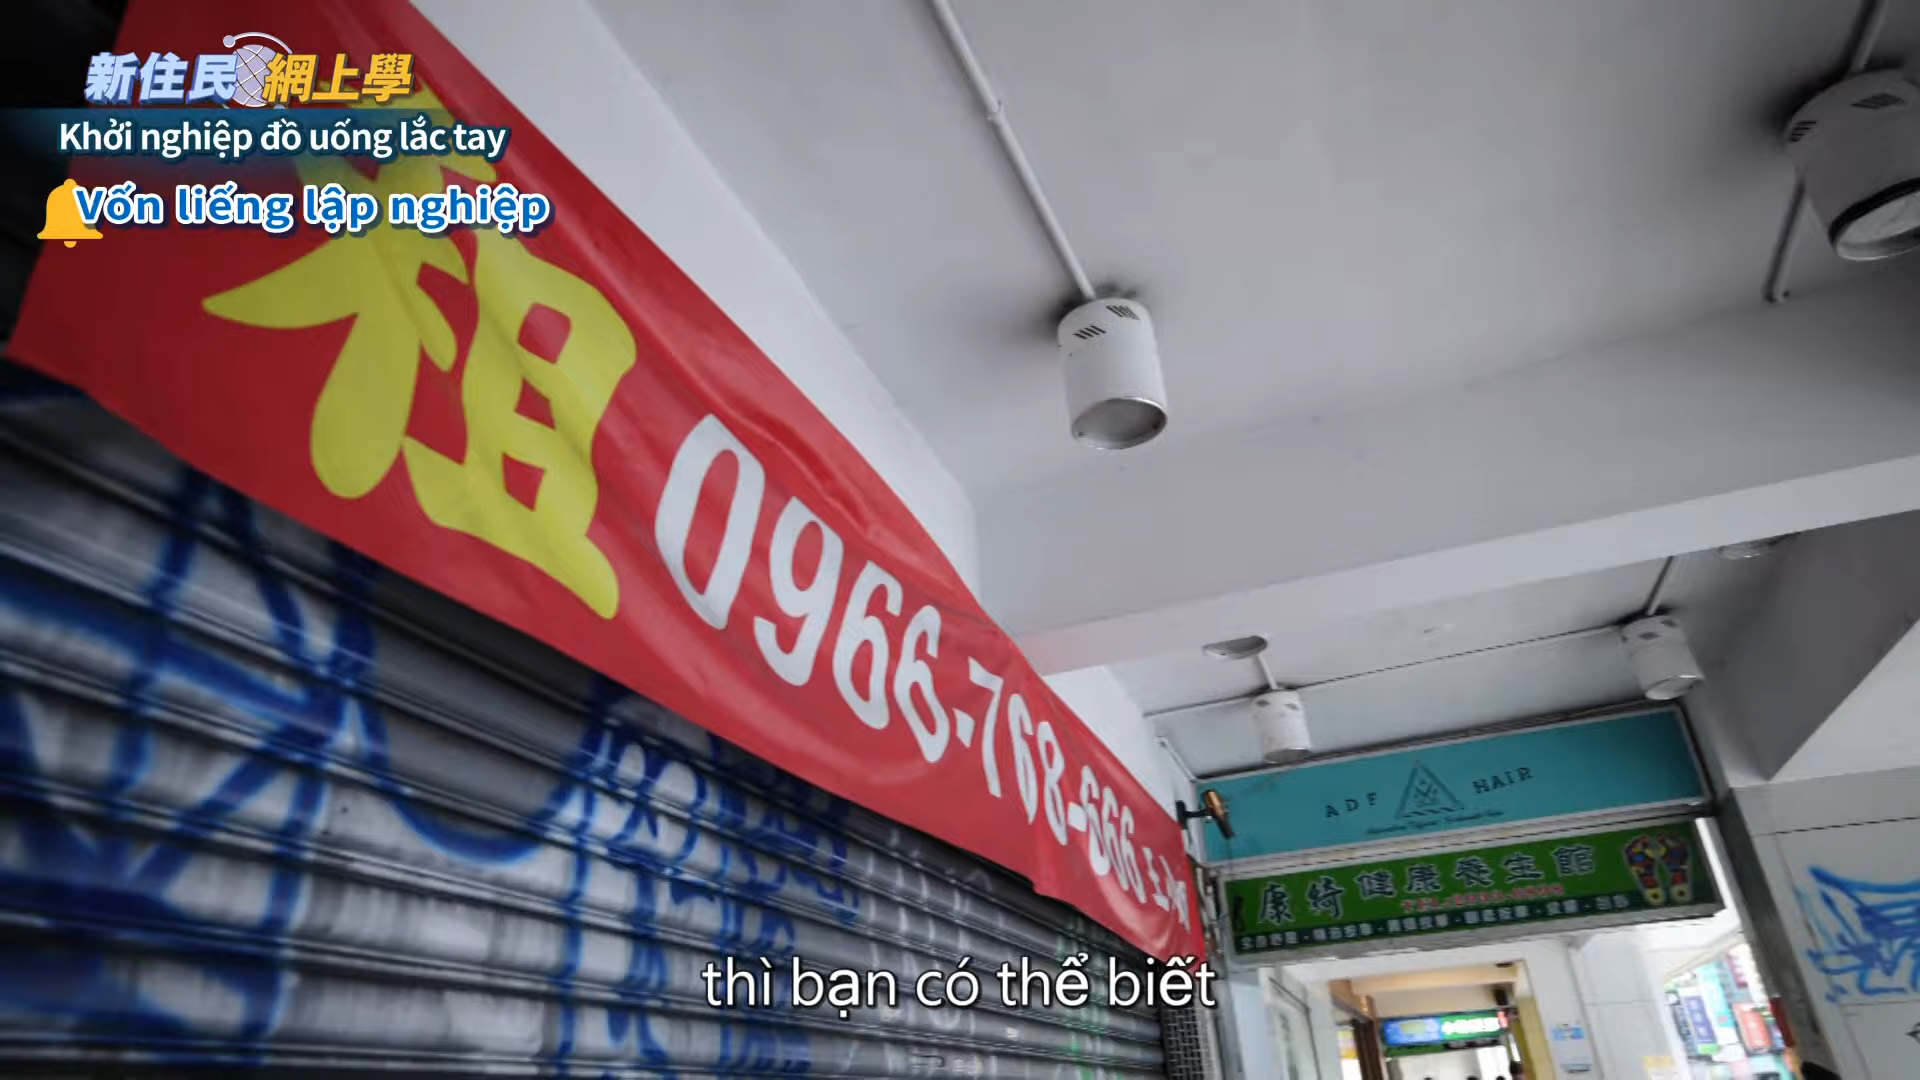 新住民網上學
Khởi nghiệp đồ uống lắc tay
Vốn liếng lập nghiệp
租 0966-768-666
ADF HAIR
康綺健康養生館
thì bạn có thể biết